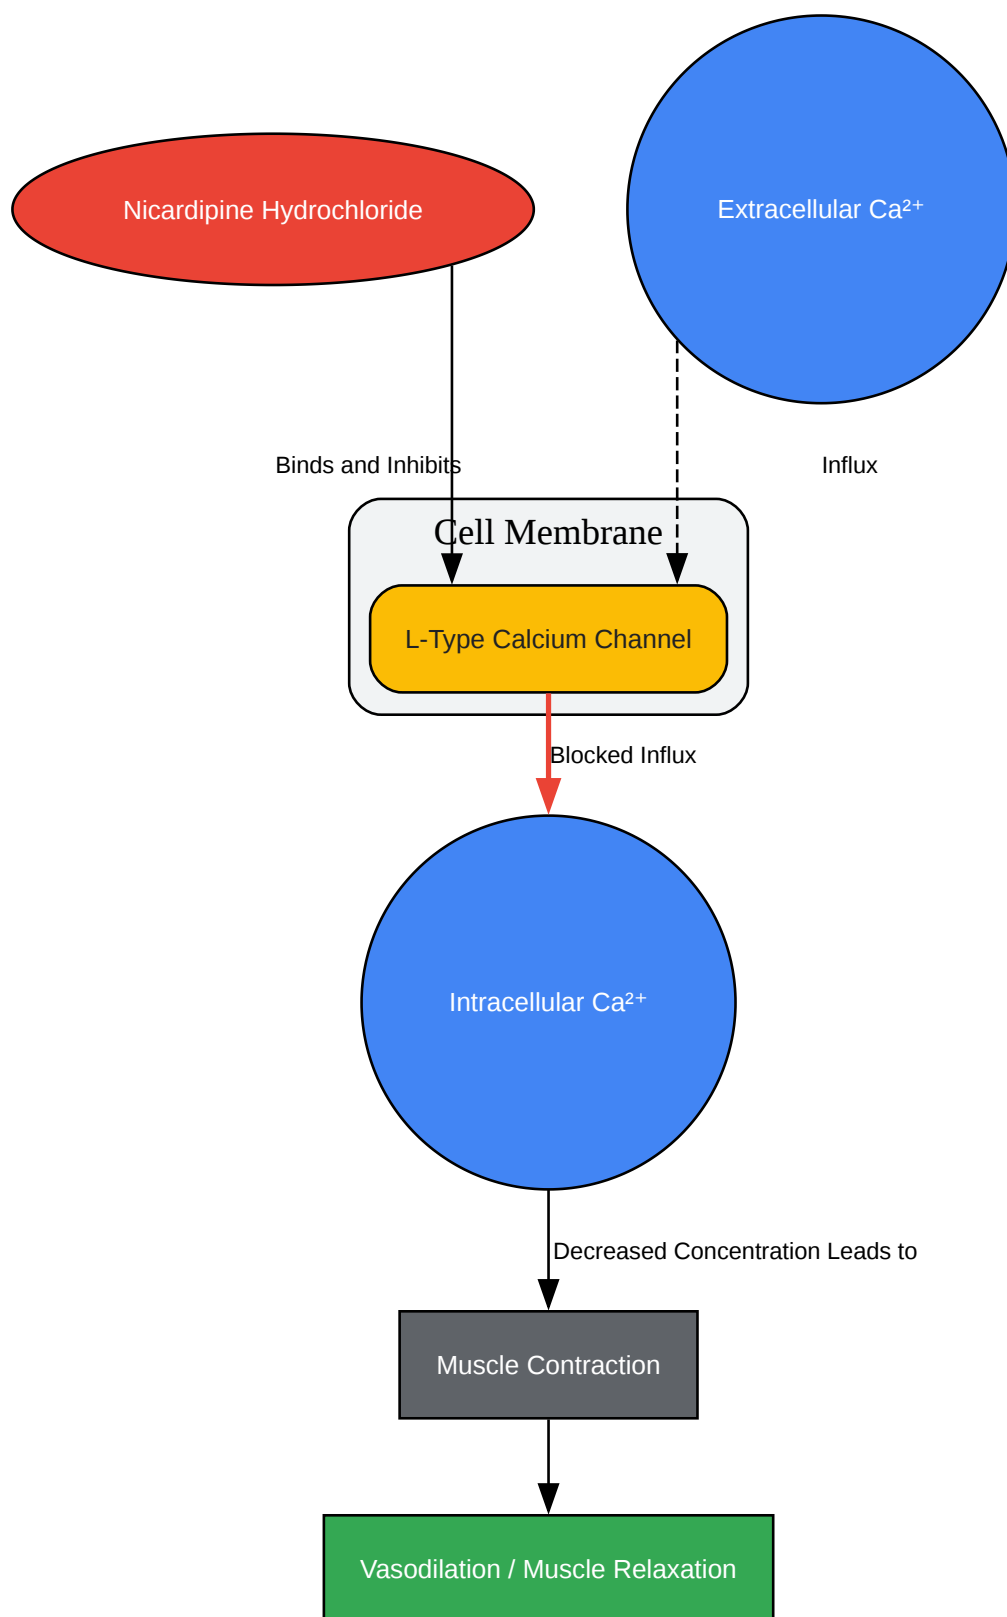 Nicardipine Hydrochloride
Extracellular Ca²⁺
Binds and Inhibits
Influx
Cell Membrane
L-Type Calcium Channel
Blocked Influx
Intracellular Ca²⁺
Decreased Concentration Leads to
Muscle Contraction
Vasodilation / Muscle Relaxation